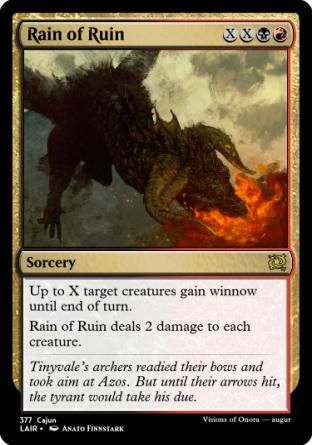 Rain of Ruin
X X
Sorcery
Up to X target creatures gain winnow
until end of turn.
Rain of Ruin deals 2 damage to each
creature.
Tinyvale's archers readied their bows and
took aim at Azos. But until their arrows hit,
the tyrant would take his due.
377 Cajun
Visions of Onora — augur
LAIR • Anato Finnstark